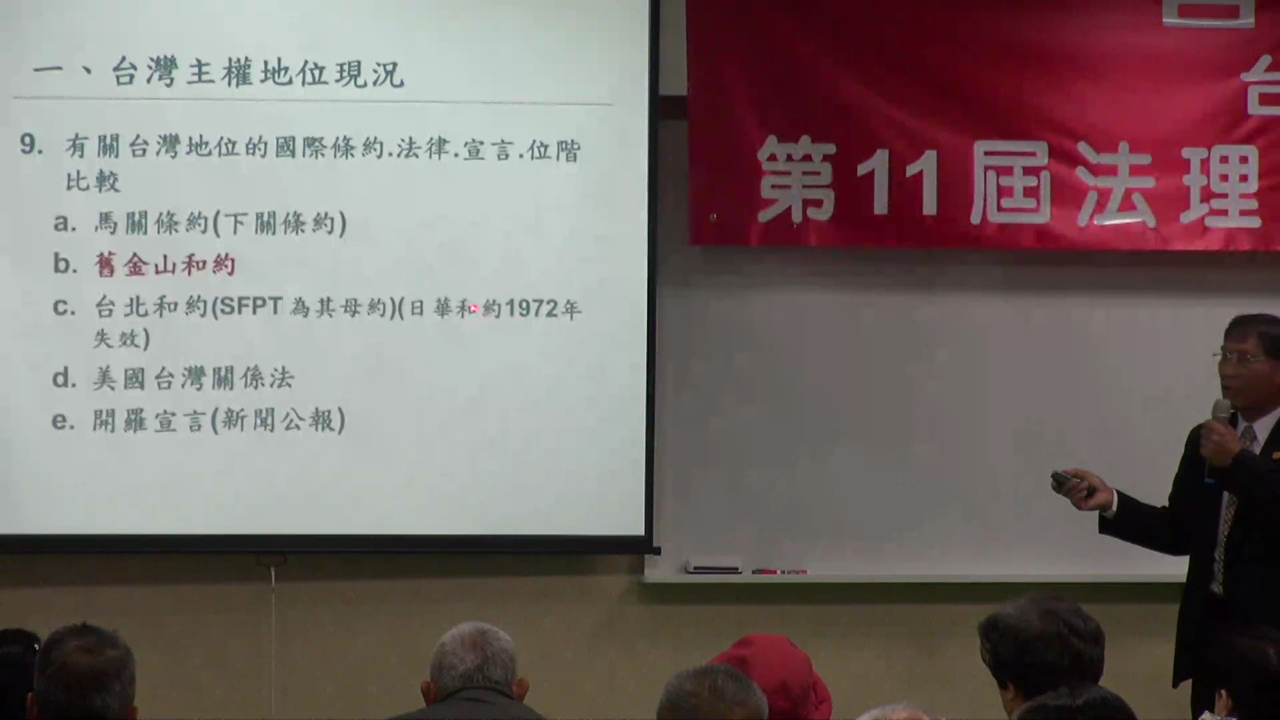 一、台灣主權地位現況
9. 有關台灣地位的國際條約.法律.宣言.位階
比較
a. 馬關條約(下關條約)
b. 舊金山和約
c. 台北和約(SFPT 為其母約)(日華和約1972年
失效)
d. 美國台灣關係法
e. 開羅宣言(新聞公報)
台
第11屆法理